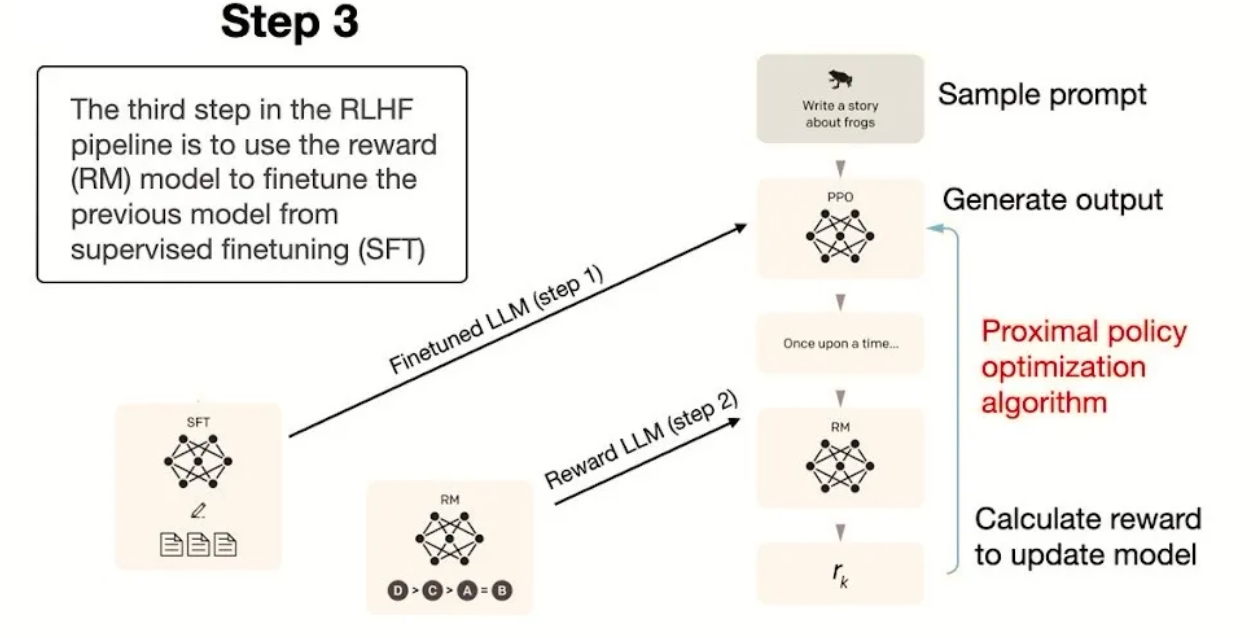 Step 3
The third step in the RLHF
pipeline is to use the reward
(RM) model to finetune the
previous model from
supervised finetuning (SFT)
Write a story
about frogs
Sample prompt
PPO
Generate output
Finetuned LLM (step 1)
Once upon a time...
Proximal policy
optimization
algorithm
Reward LLM (step 2)
SFT
RM
RM
D > C > A = B
Calculate reward
to update model
rₖ